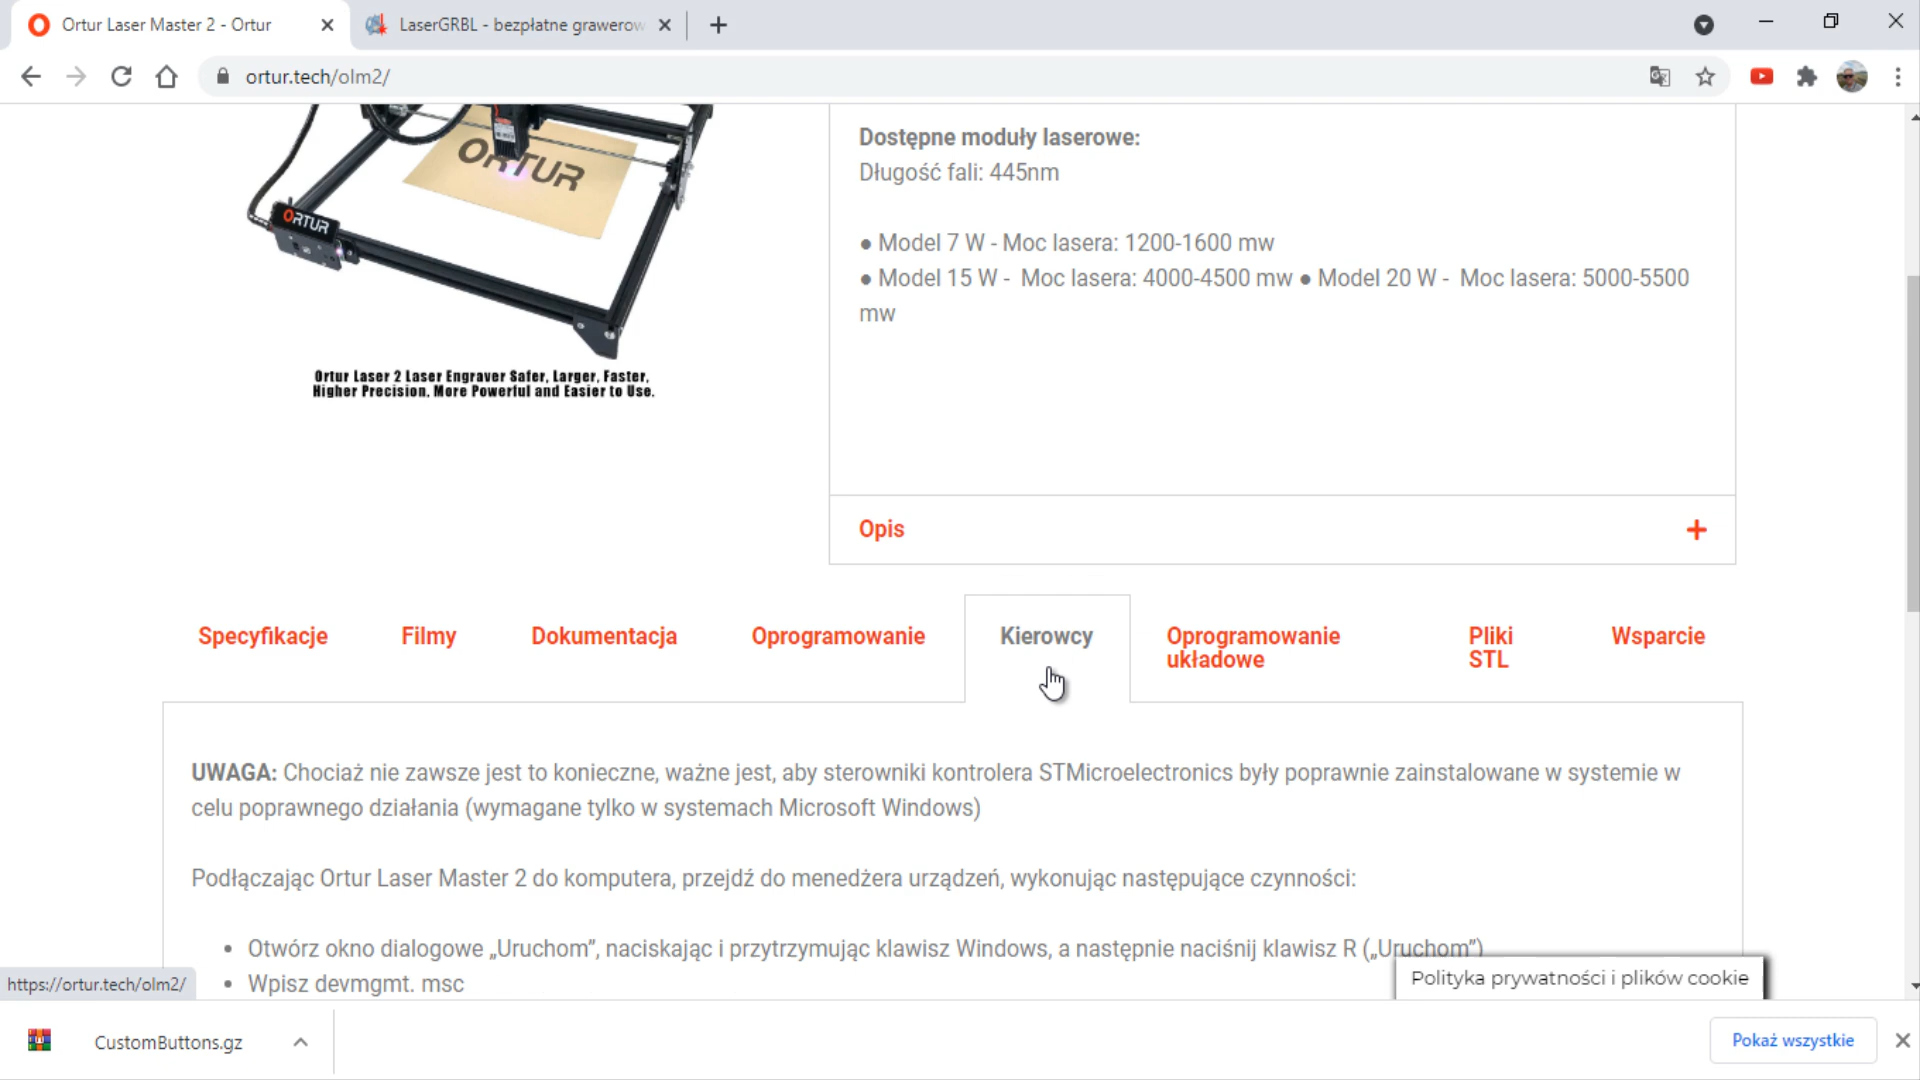 Ortur Laser Master 2 - Ortur
LaserGRBL - bezpłatne grawerow
ortur.tech/olm2/
ORTUR
ORTUR
Ortur Laser 2 Laser Engraver Safer, Larger, Faster,
Higher Precision, More Powerful and Easier to Use.
Dostępne moduły laserowe:
Długość fali: 445nm
● Model 7 W - Moc lasera: 1200-1600 mw
● Model 15 W -  Moc lasera: 4000-4500 mw ● Model 20 W -  Moc lasera: 5000-5500
mw
Opis
Specyfikacje
Filmy
Dokumentacja
Oprogramowanie
Kierowcy
Oprogramowanie
układowe
Pliki
STL
Wsparcie
UWAGA: Chociaż nie zawsze jest to konieczne, ważne jest, aby sterowniki kontrolera STMicroelectronics były poprawnie zainstalowane w systemie w
celu poprawnego działania (wymagane tylko w systemach Microsoft Windows)
Podłączając Ortur Laser Master 2 do komputera, przejdź do menedżera urządzeń, wykonując następujące czynności:
• Otwórz okno dialogowe „Uruchom”, naciskając i przytrzymując klawisz Windows, a następnie naciśnij klawisz R („Uruchom”)
• Wpisz devmgmt. msc
Polityka prywatności i plików cookie
https://ortur.tech/olm2/
CustomButtons.gz
Pokaż wszystkie